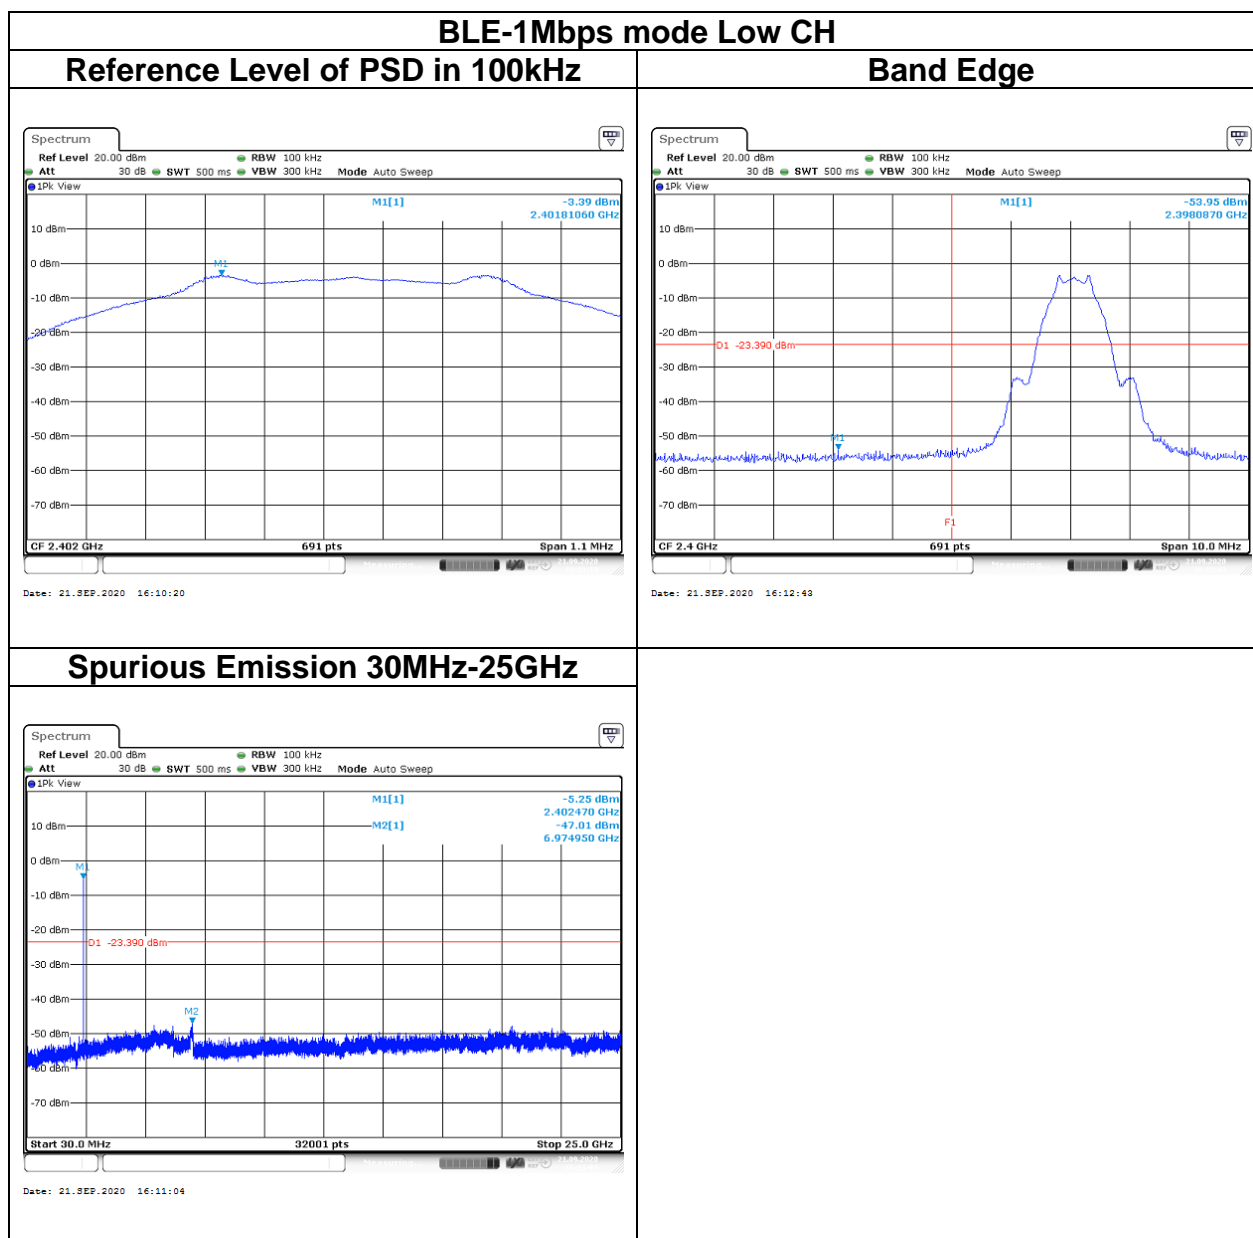 BLE-1Mbps mode Low CH
Reference Level of PSD in 100kHz
Band Edge
Spectrum
Ref Level 20.00 dBm RBW 100 kHz
Att 30 dB SWT 500 ms VBW 300 kHz Mode Auto Sweep
1Pk View
M1[1] -3.39 dBm
2.40181060 GHz
10 dBm
0 dBm
M1
-10 dBm
-20 dBm
-30 dBm
-40 dBm
-50 dBm
-60 dBm
-70 dBm
CF 2.402 GHz 691 pts Span 1.1 MHz
Measuring... 21.09.2020
Date: 21.SEP.2020 16:10:20
Spectrum
Ref Level 20.00 dBm RBW 100 kHz
Att 30 dB SWT 500 ms VBW 300 kHz Mode Auto Sweep
1Pk View
M1[1] -53.95 dBm
2.3980870 GHz
10 dBm
0 dBm
-10 dBm
-20 dBm
D1 -23.390 dBm
-30 dBm
-40 dBm
-50 dBm
M1
-60 dBm
-70 dBm
F1
CF 2.4 GHz 691 pts Span 10.0 MHz
Measuring... 21.09.2020
Date: 21.SEP.2020 16:12:43
Spurious Emission 30MHz-25GHz
Spectrum
Ref Level 20.00 dBm RBW 100 kHz
Att 30 dB SWT 500 ms VBW 300 kHz Mode Auto Sweep
1Pk View
M1[1] -5.25 dBm
2.402470 GHz
M2[1] -47.01 dBm
6.974950 GHz
10 dBm
0 dBm
M1
-10 dBm
-20 dBm
D1 -23.390 dBm
-30 dBm
-40 dBm
M2
-50 dBm
-60 dBm
-70 dBm
Start 30.0 MHz 32001 pts Stop 25.0 GHz
Measuring... 21.09.2020
Date: 21.SEP.2020 16:11:04